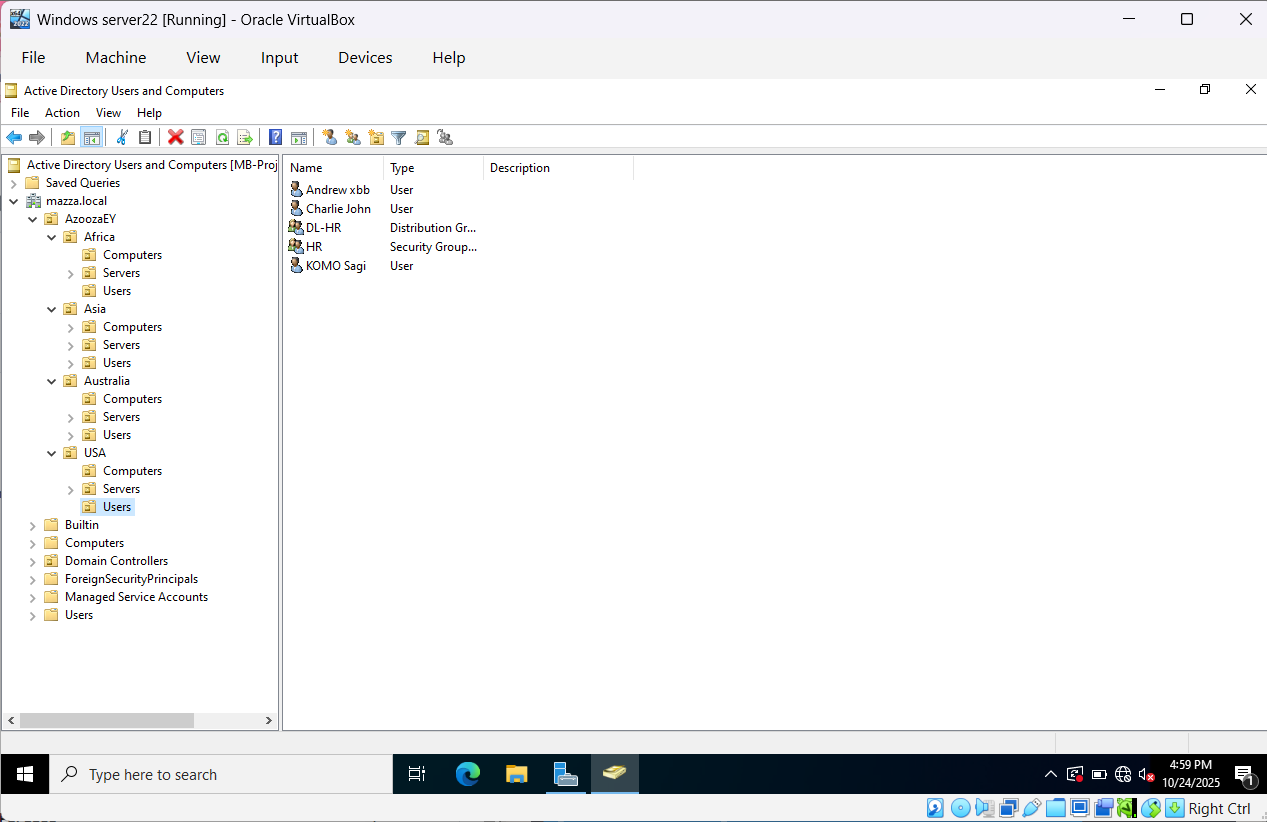 Windows server22 [Running] - Oracle VirtualBox
File Machine View Input Devices Help
Active Directory Users and Computers
File Action View Help
Active Directory Users and Computers [MB-Proj
Saved Queries
mazza.local
AzoozaEY
Africa
Computers
Servers
Users
Asia
Computers
Servers
Users
Australia
Computers
Servers
Users
USA
Computers
Servers
Users
Builtin
Computers
Domain Controllers
ForeignSecurityPrincipals
Managed Service Accounts
Users
Name Type Description
Andrew xbb User
Charlie John User
DL-HR Distribution Gr...
HR Security Group...
KOMO Sagi User
Type here to search
4:59 PM
10/24/2025
1
Right Ctrl